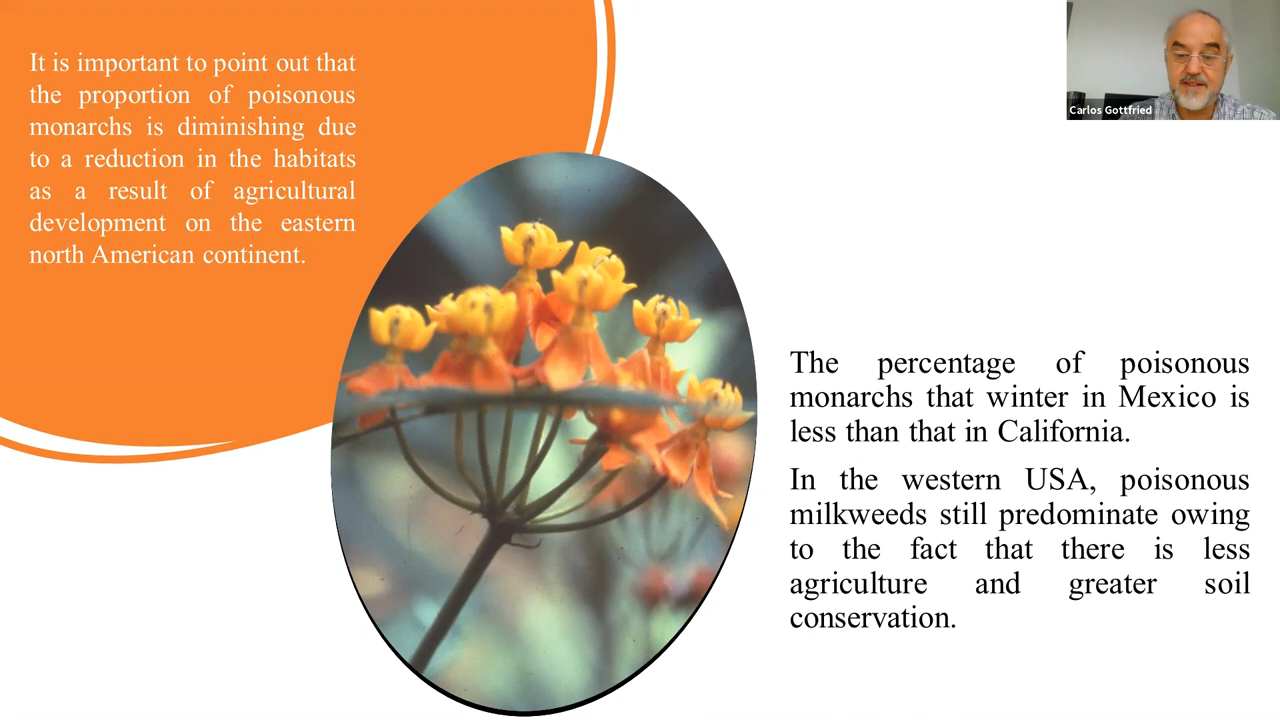 It is important to point out that
the proportion of poisonous
monarchs is diminishing due
to a reduction in the habitats
as a result of agricultural
development on the eastern
north American continent.
Carlos Gottfried
The percentage of poisonous
monarchs that winter in Mexico is
less than that in California.
In the western USA, poisonous
milkweeds still predominate owing
to the fact that there is less
agriculture and greater soil
conservation.